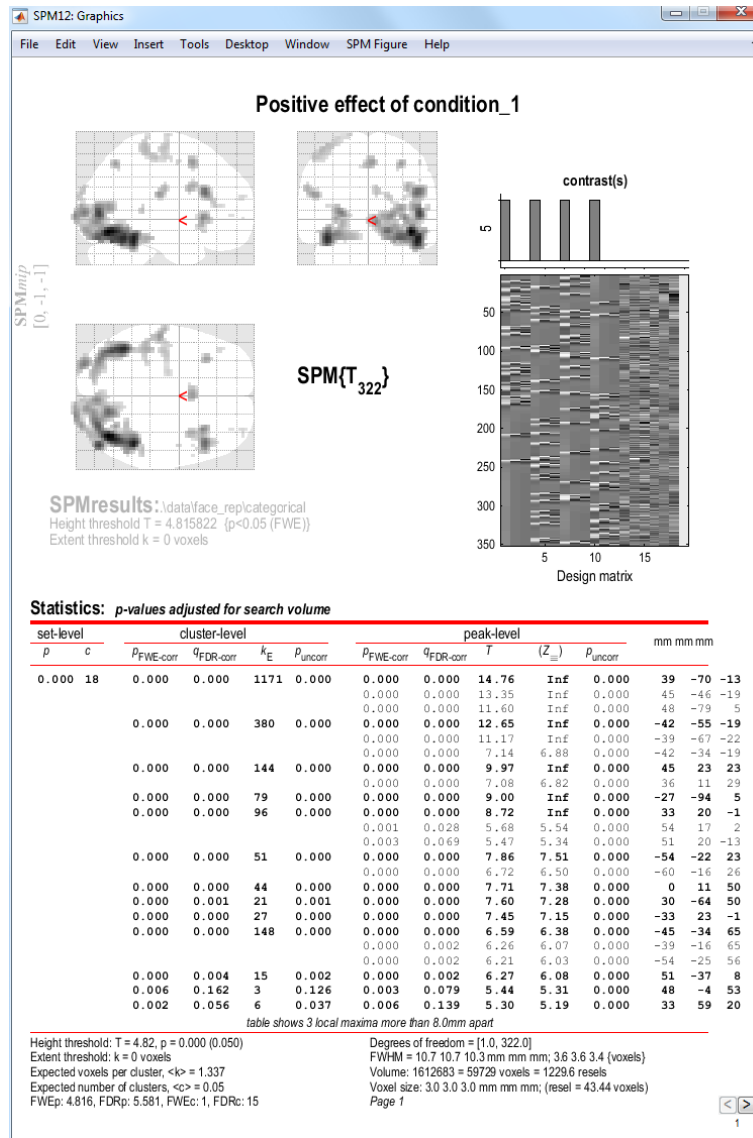 SPM12: Graphics
File Edit View Insert Tools Desktop Window SPM Figure Help
Positive effect of condition_1
SPMmip
[0, -1, -1]
<
<
<
SPM{T322}
contrast(s)
5
50
100
150
200
250
300
350
5 10 15
Design matrix
SPMresults:.\data\face_rep\categorical
Height threshold T = 4.815822 {p<0.05 (FWE)}
Extent threshold k = 0 voxels
Statistics: p-values adjusted for search volume
set-level cluster-level peak-level mm mm mm
p c pFWE-corr qFDR-corr kE puncorr pFWE-corr qFDR-corr T (Z≡) puncorr
0.000 18 0.000 0.000 1171 0.000 0.000 0.000 14.76 Inf 0.000 39 -70 -13
0.000 0.000 13.35 Inf 0.000 45 -46 -19
0.000 0.000 11.60 Inf 0.000 48 -79 5
0.000 0.000 380 0.000 0.000 0.000 12.65 Inf 0.000 -42 -55 -19
0.000 0.000 11.17 Inf 0.000 -39 -67 -22
0.000 0.000 7.14 6.88 0.000 -42 -34 -19
0.000 0.000 144 0.000 0.000 0.000 9.97 Inf 0.000 45 23 23
0.000 0.000 7.08 6.82 0.000 36 11 29
0.000 0.000 79 0.000 0.000 0.000 9.00 Inf 0.000 -27 -94 5
0.000 0.000 96 0.000 0.000 0.000 8.72 Inf 0.000 33 20 -1
0.001 0.028 5.68 5.54 0.000 54 17 2
0.003 0.069 5.47 5.34 0.000 51 20 -13
0.000 0.000 51 0.000 0.000 0.000 7.86 7.51 0.000 -54 -22 23
0.000 0.000 6.72 6.50 0.000 -60 -16 26
0.000 0.000 44 0.000 0.000 0.000 7.71 7.38 0.000 0 11 50
0.000 0.001 21 0.001 0.000 0.000 7.60 7.28 0.000 30 -64 50
0.000 0.000 27 0.000 0.000 0.000 7.45 7.15 0.000 -33 23 -1
0.000 0.000 148 0.000 0.000 0.000 6.59 6.38 0.000 -45 -34 65
0.000 0.002 6.26 6.07 0.000 -39 -16 65
0.000 0.002 6.21 6.03 0.000 -54 -25 56
0.000 0.004 15 0.002 0.000 0.002 6.27 6.08 0.000 51 -37 8
0.006 0.162 3 0.126 0.003 0.079 5.44 5.31 0.000 48 -4 53
0.002 0.056 6 0.037 0.006 0.139 5.30 5.19 0.000 33 59 20
table shows 3 local maxima more than 8.0mm apart
Height threshold: T = 4.82, p = 0.000 (0.050)
Extent threshold: k = 0 voxels
Expected voxels per cluster, <k> = 1.337
Expected number of clusters, <c> = 0.05
FWEp: 4.816, FDRp: 5.581, FWEc: 1, FDRc: 15
Degrees of freedom = [1.0, 322.0]
FWHM = 10.7 10.7 10.3 mm mm mm; 3.6 3.6 3.4 {voxels}
Volume: 1612683 = 59729 voxels = 1229.6 resels
Voxel size: 3.0 3.0 3.0 mm mm mm; (resel = 43.44 voxels)
Page 1
< >
1